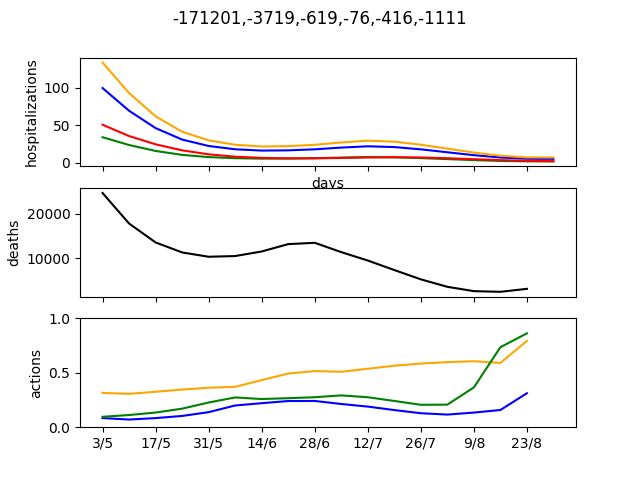 -171201,-3719,-619,-76,-416,-1111
hospitalizations
100
50
0
days
deaths
20000
10000
actions
1.0
0.5
0.0
3/5 17/5 31/5 14/6 28/6 12/7 26/7 9/8 23/8